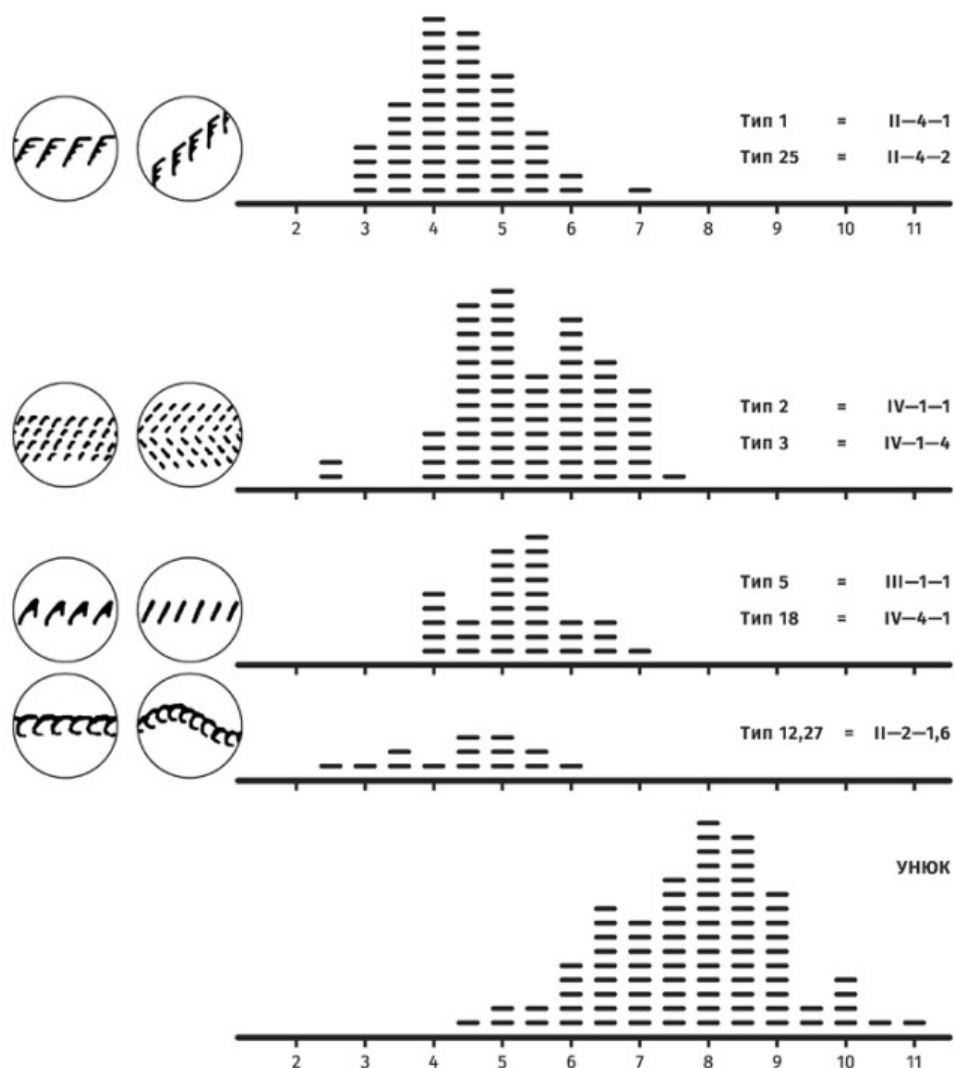 Тип 1 = II—4—1
Тип 25 = II—4—2
2 3 4 5 6 7 8 9 10 11
Тип 2 = IV—1—1
Тип 3 = IV—1—4
Тип 5 = III—1—1
Тип 18 = IV—4—1
Тип 12,27 = II—2—1,6
УНЮК
2 3 4 5 6 7 8 9 10 11